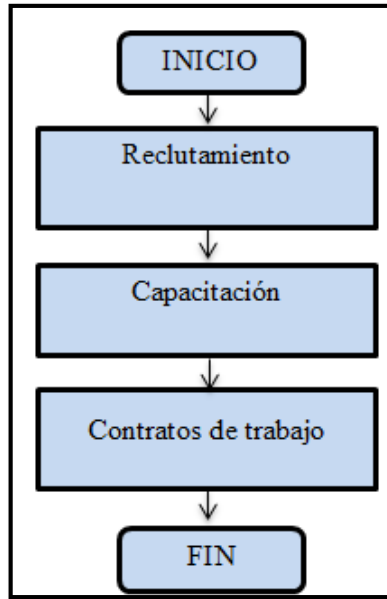 INICIO
Reclutamiento
Capacitación
Contratos de trabajo
FIN